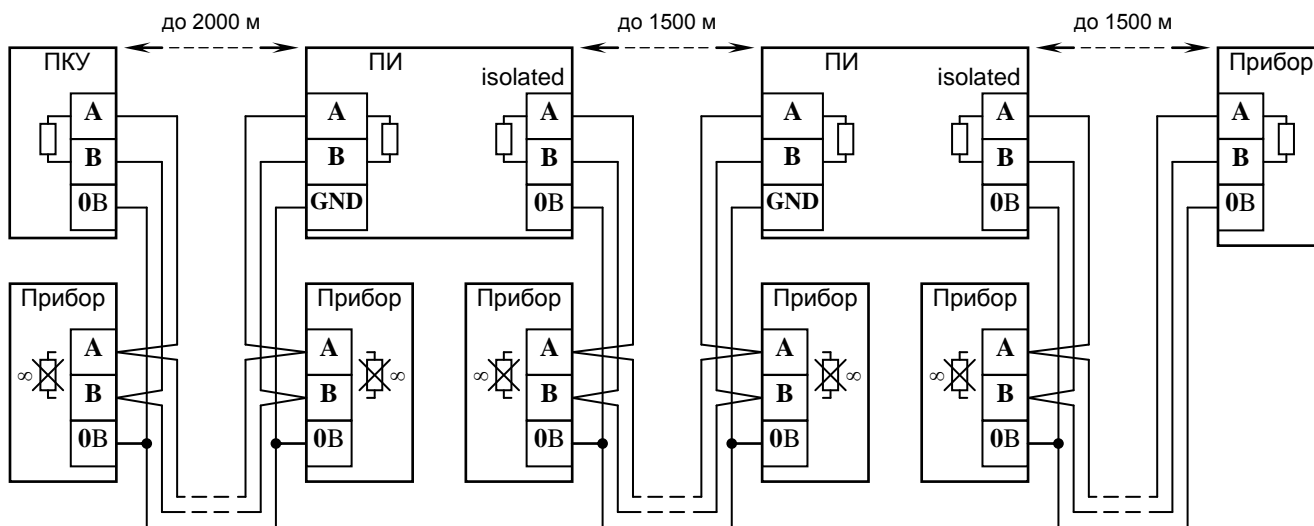 до 2000 м
до 1500 м
до 1500 м
ПКУ
A
B
0В
ПИ
isolated
A
B
GND
A
B
0В
ПИ
isolated
A
B
GND
A
B
0В
Прибор
A
B
0В
Прибор
∞
A
B
0В
Прибор
A
B
0В
∞
Прибор
∞
A
B
0В
Прибор
A
B
0В
∞
Прибор
∞
A
B
0В